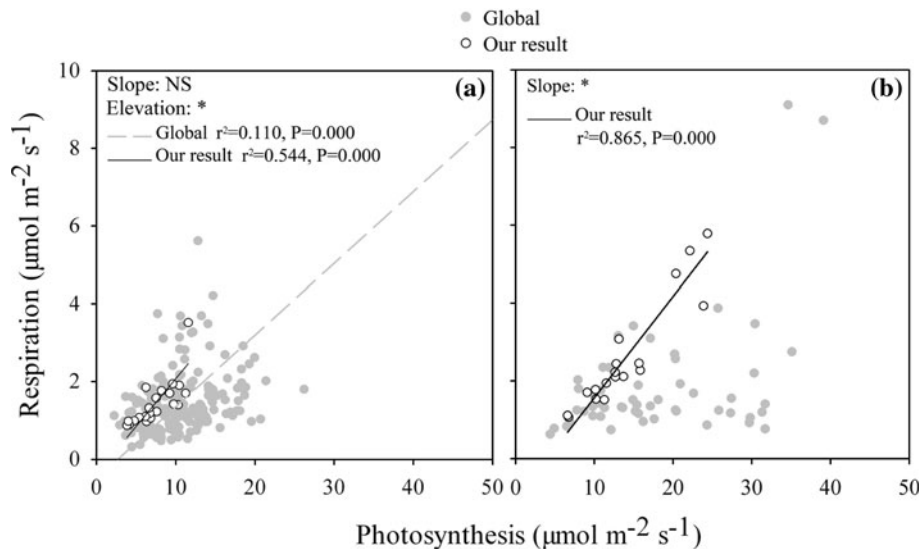 Global
Our result
Slope: NS
Elevation: *
(a)
Global r²=0.110, P=0.000
Our result r²=0.544, P=0.000
Slope: *
(b)
Our result
r²=0.865, P=0.000
10
8
6
4
2
0
0 10 20 30 40 50
0 10 20 30 40 50
Respiration (μmol m⁻² s⁻¹)
Photosynthesis (μmol m⁻² s⁻¹)